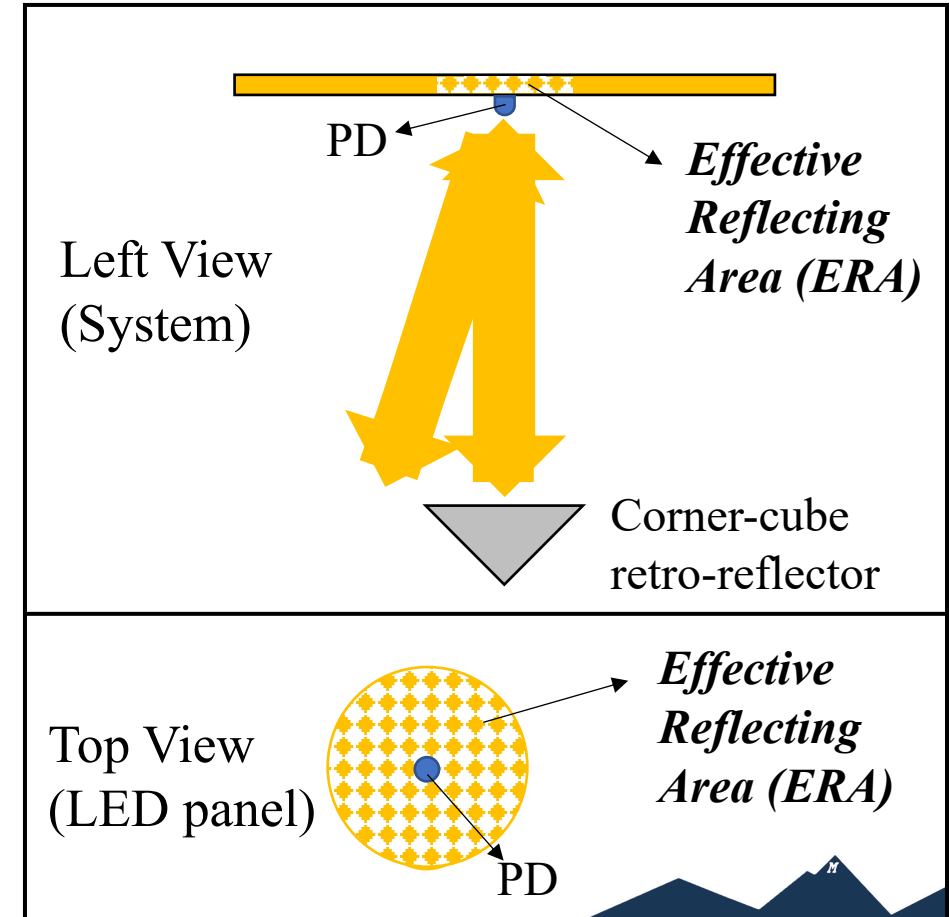 PD
Effective
Reflecting
Area (ERA)
Left View
(System)
Corner-cube
retro-reflector
Effective
Reflecting
Area (ERA)
Top View
(LED panel)
PD
M